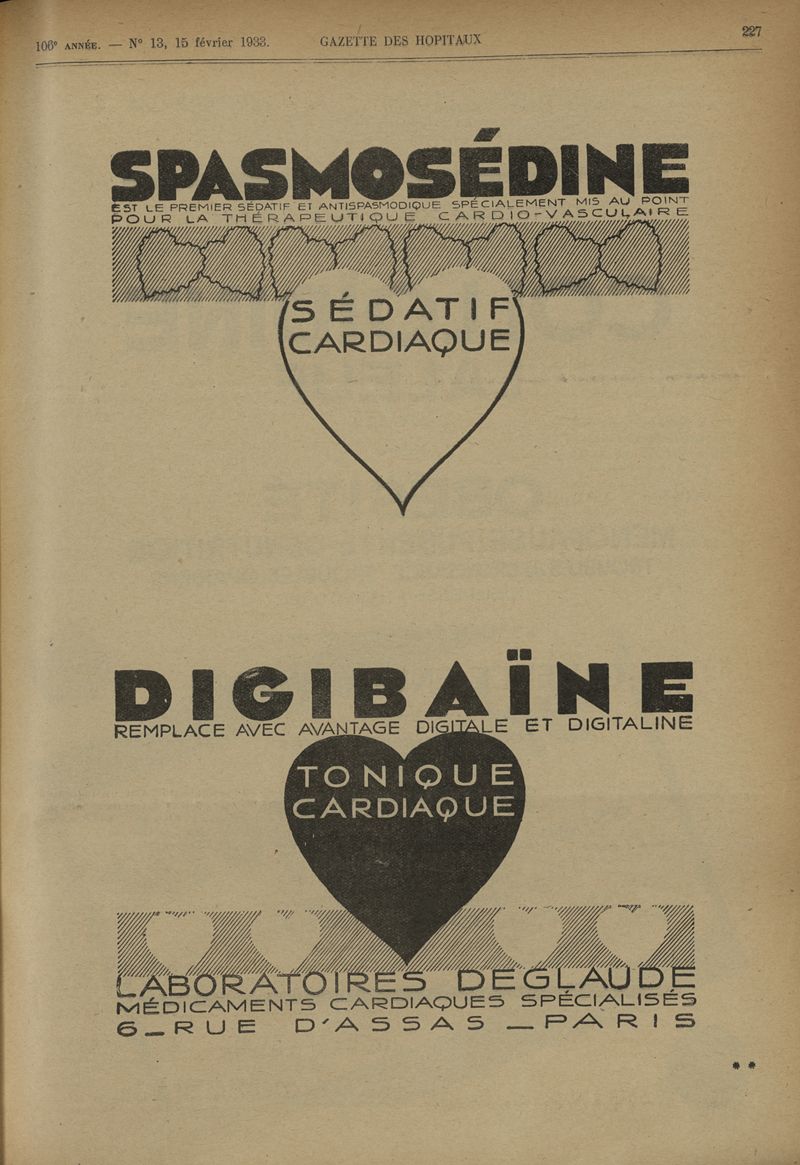 106e ANNÉE. — N° 13, 15 février 1933. GAZETTE DES HOPITAUX 227
SPASMOSÉDINE
EST LE PREMIER SÉDATIF ET ANTISPASMODIQUE SPÉCIALEMENT MIS AU POINT
POUR LA THÉRAPEUTIQUE CARDIO-VASCULAIRE
SÉDATIF
CARDIAQUE
DIGIBAÏNE
REMPLACE AVEC AVANTAGE DIGITALE ET DIGITALINE
TONIQUE
CARDIAQUE
LABORATOIRES DEGLAUDE
MÉDICAMENTS CARDIAQUES SPÉCIALISÉS
6_RUE D'ASSAS _ PARIS
* *